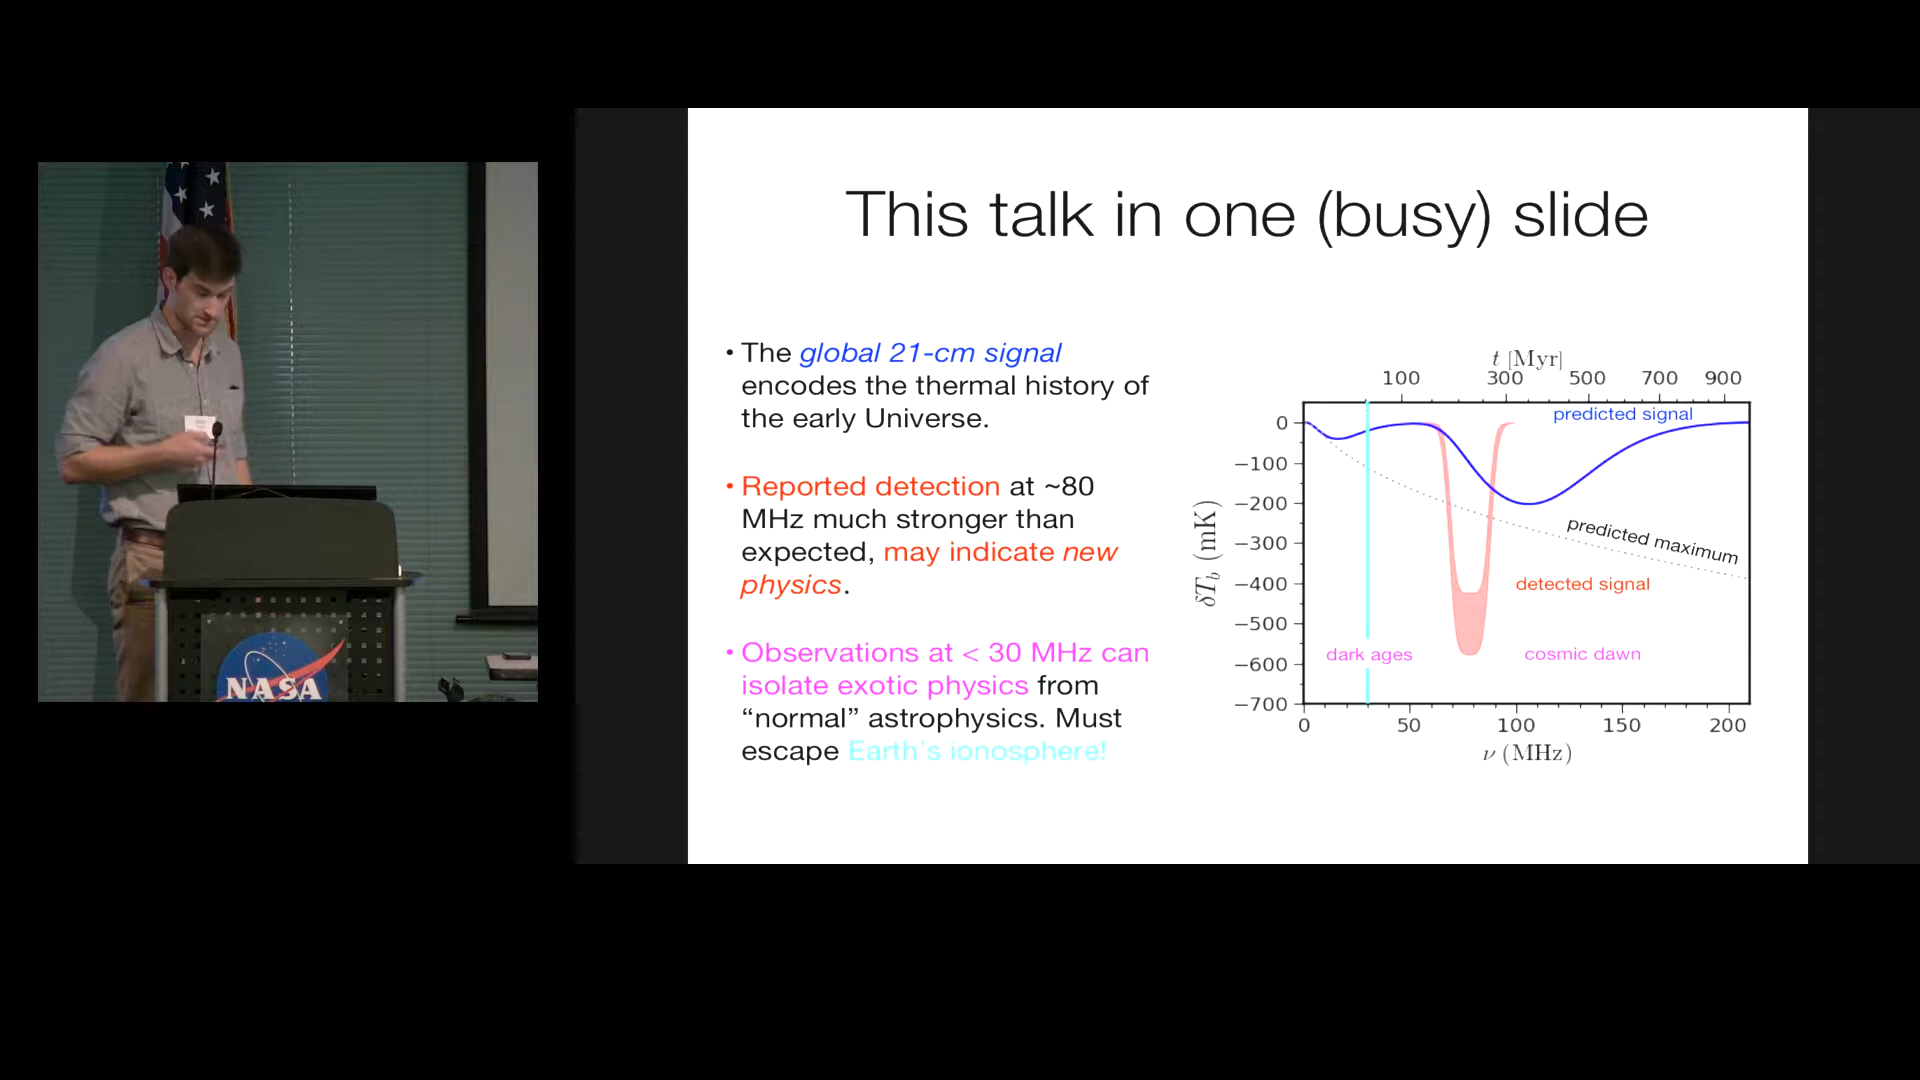 This talk in one (busy) slide
• The global 21-cm signal
encodes the thermal history of
the early Universe.
• Reported detection at ~80
MHz much stronger than
expected, may indicate new
physics.
• Observations at < 30 MHz can
isolate exotic physics from
“normal” astrophysics. Must
escape Earth's ionosphere!
t [Myr]
100 300 500 700 900
predicted signal
0
−100
−200
−300
−400
−500
−600
−700
δT_b (mK)
predicted maximum
detected signal
dark ages
cosmic dawn
0 50 100 150 200
ν (MHz)
NASA